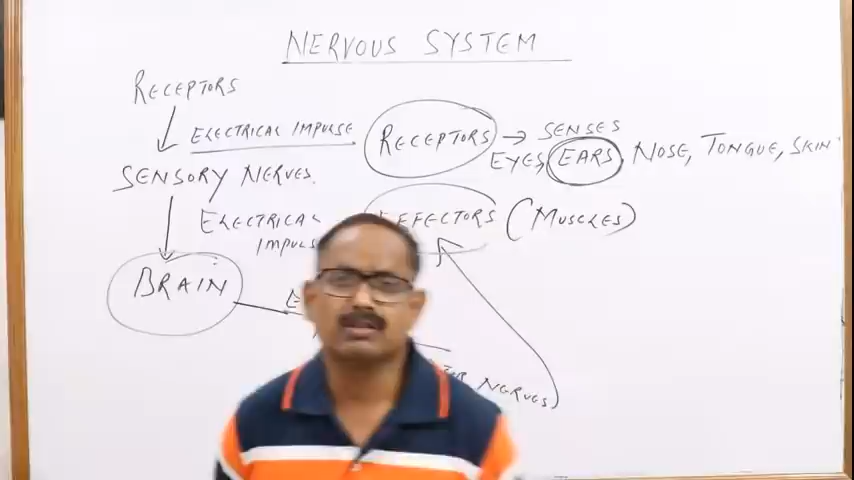 NERVOUS SYSTEM
RECEPTORS
ELECTRICAL IMPULSE
SENSORY NERVES
ELECTRICAL
BRAIN
RECEPTORS → SENSES
EYES, EARS, NOSE, TONGUE, SKIN
EFFECTORS (MUSCLES)
NERVES